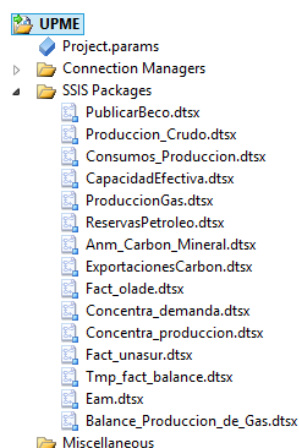 UPME
Project.params
Connection Managers
SSIS Packages
PublicarBeco.dtsx
Produccion_Crudo.dtsx
Consumos_Produccion.dtsx
CapacidadEfectiva.dtsx
ProduccionGas.dtsx
ReservasPetroleo.dtsx
Anm_Carbon_Mineral.dtsx
ExportacionesCarbon.dtsx
Fact_olade.dtsx
Concentra_demanda.dtsx
Concentra_produccion.dtsx
Fact_unasur.dtsx
Tmp_fact_balance.dtsx
Eam.dtsx
Balance_Produccion_de_Gas.dtsx
Miscellaneous